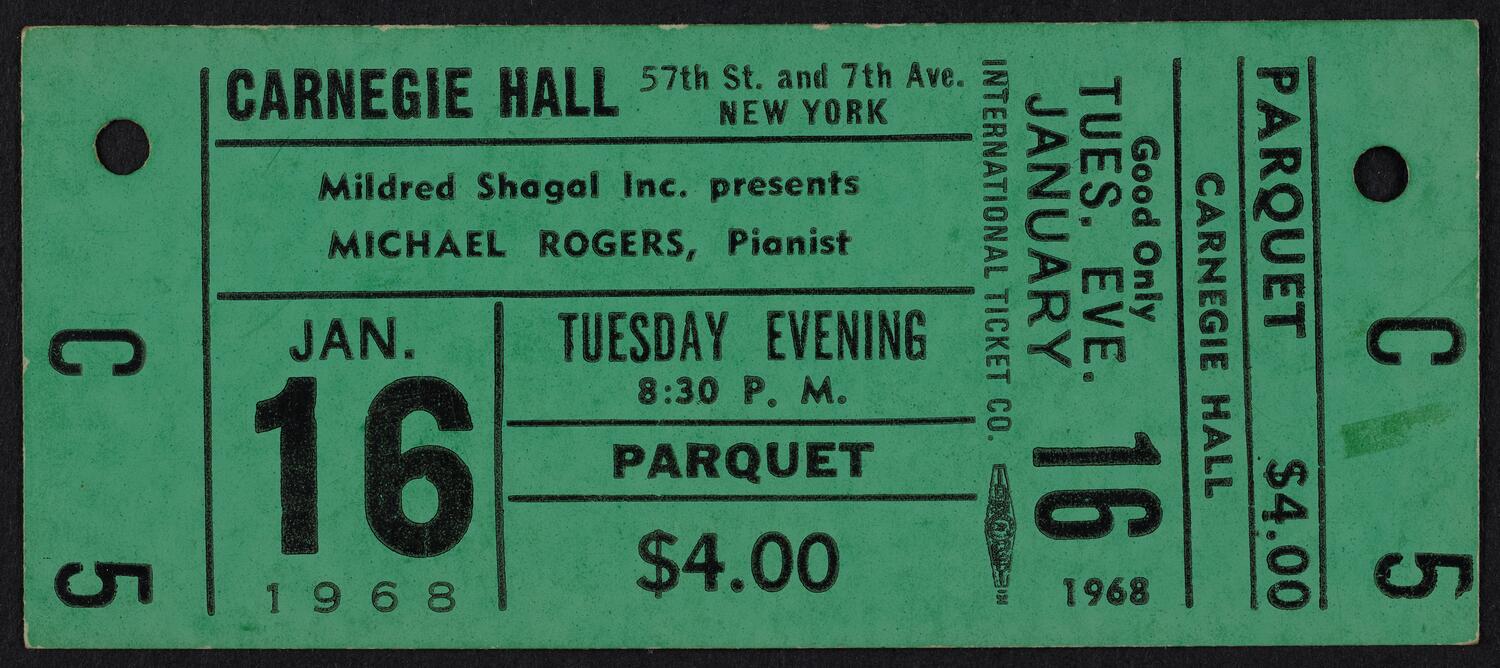 C 5
CARNEGIE HALL
57th St. and 7th Ave.
NEW YORK
Mildred Shagal Inc. presents
MICHAEL ROGERS, Pianist
JAN.
16
1968
TUESDAY EVENING
8:30 P. M.
PARQUET
$4.00
INTERNATIONAL TICKET CO.
Good Only
TUES. EVE.
JANUARY
16
1968
CARNEGIE HALL
PARQUET $4.00
C 5